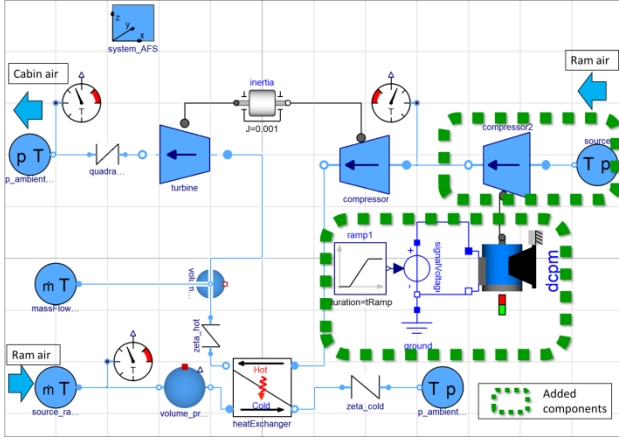 z
y
x
system_AFS
Cabin air
Ram air
inertia
J=0.001
T
T
p T
p_ambient...
quadra...
turbine
compressor
compressor2
source...
T p
ramp1
duration=tRamp
+
-
signalVoltage
ground
dcpm
ṁ T
massFlow...
zeta_hot
Ram air
T
ṁ T
source_ra...
volume_pr...
Hot
Cold
heatExchanger
zeta_cold
T p
p_ambient...
Added
components